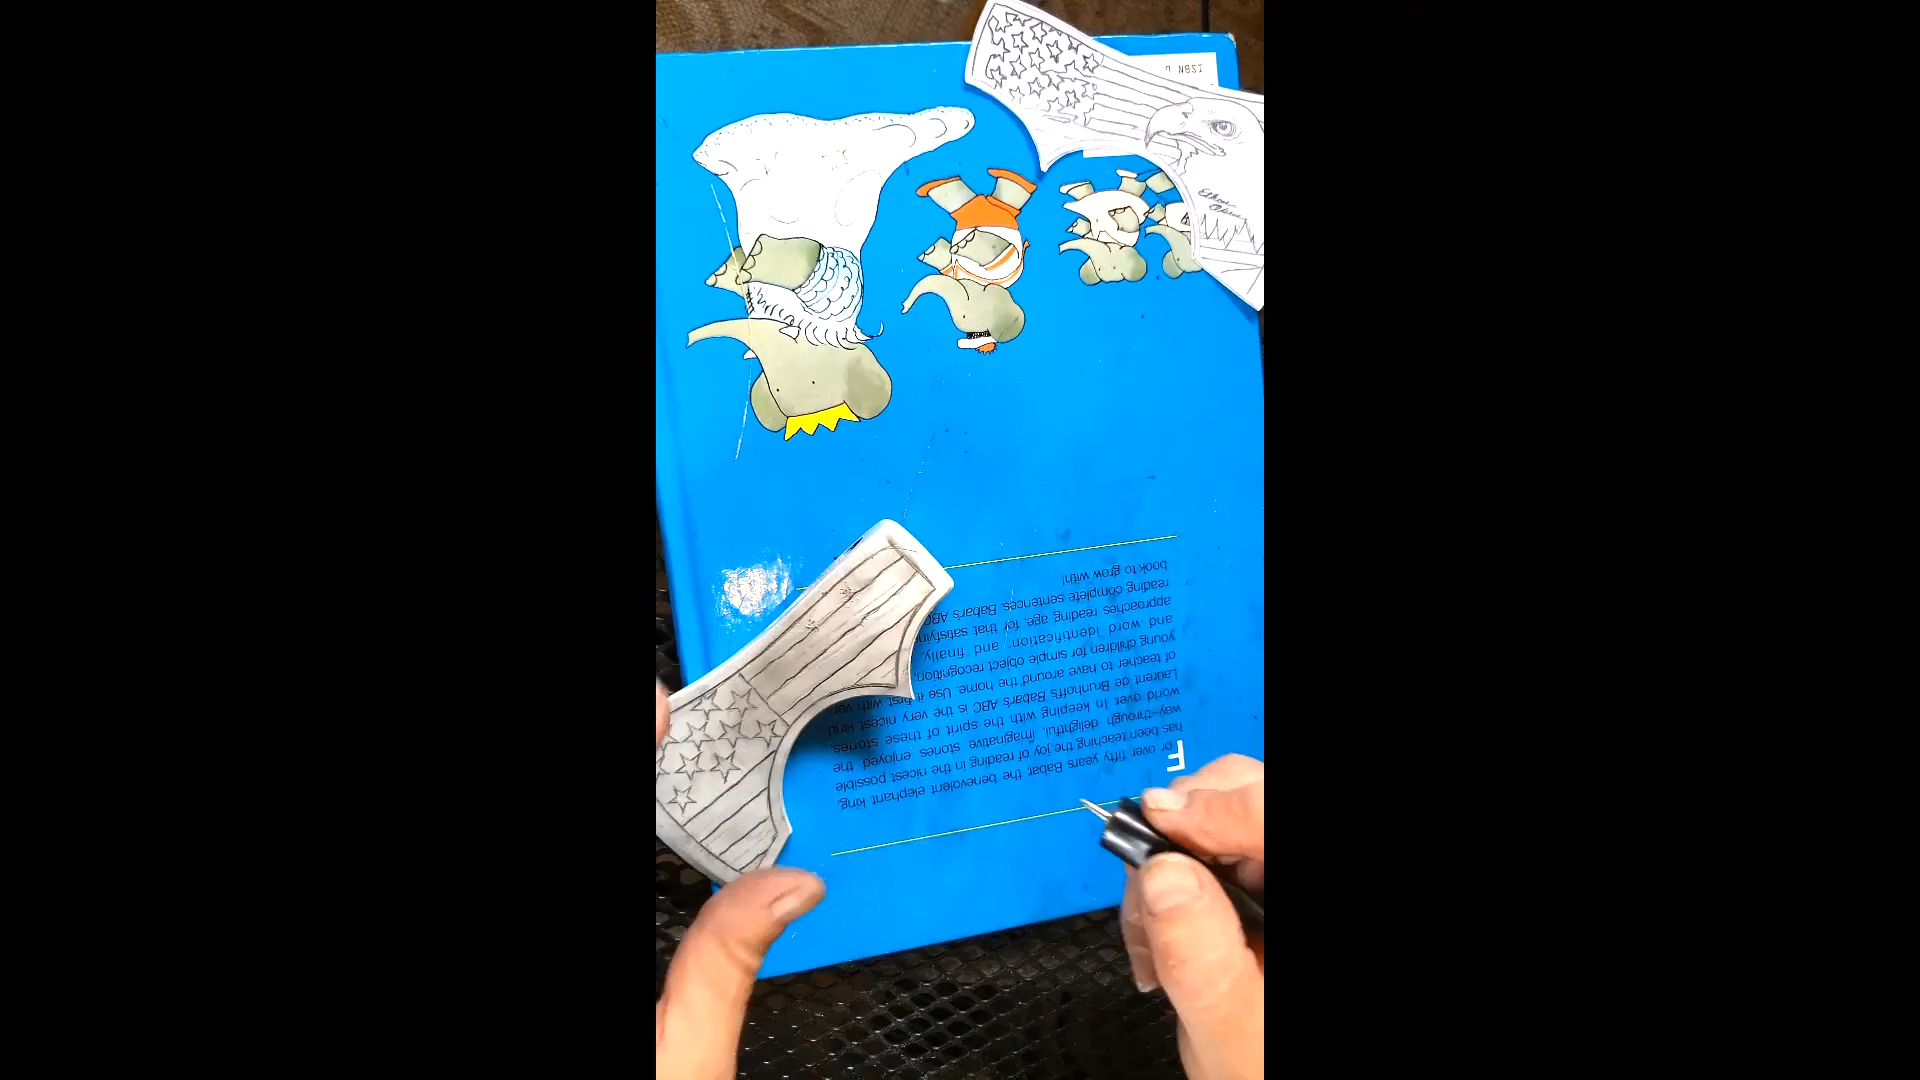 For over fifty years Babar, the benevolent elephant king,
has been teaching the joy of reading in the nicest possible
way–through delightful, imaginative stories enjoyed the
world over. In keeping with the spirit of these stories,
Laurent de Brunhoff's Babar's ABC is the very nicest kind
of teacher to have around the home. Use it first with ver
young children for simple object recognition,
and word identification; and finally,
approaches reading age, for that satisfying
reading complete sentences. Babar's ABC
book to grow with!
ISBN 0